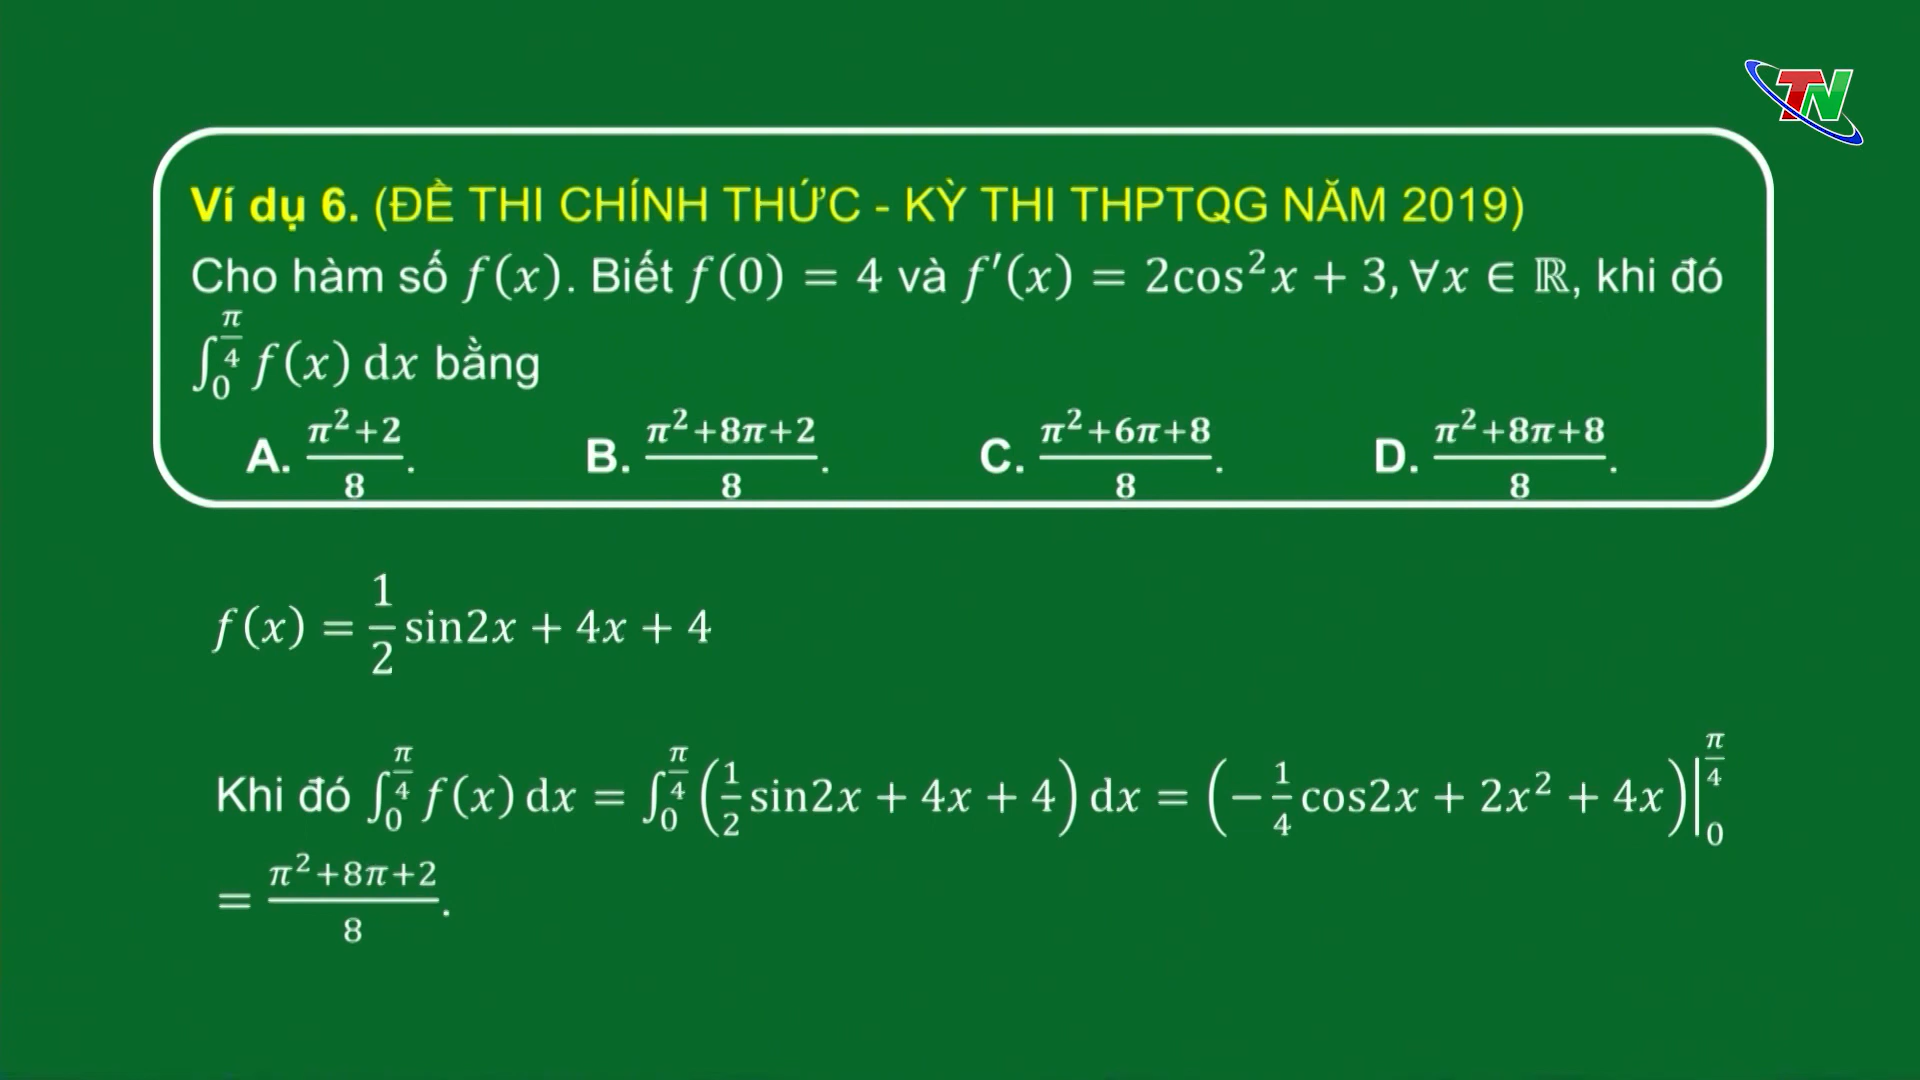 TN
Ví dụ 6. (ĐỀ THI CHÍNH THỨC - KỲ THI THPTQG NĂM 2019)
Cho hàm số f(x). Biết f(0) = 4 và f′(x) = 2cos²x + 3, ∀x ∈ ℝ, khi đó
∫₀^(π/4) f(x) dx bằng
A. (π²+2)/8. B. (π²+8π+2)/8. C. (π²+6π+8)/8. D. (π²+8π+8)/8.
f(x) = 1/2 sin2x + 4x + 4
Khi đó ∫₀^(π/4) f(x) dx = ∫₀^(π/4) (1/2 sin2x + 4x + 4) dx = (−1/4 cos2x + 2x² + 4x)|₀^(π/4)
= (π²+8π+2)/8.